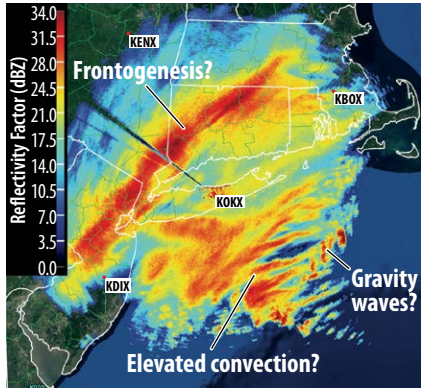 34.0
31.5
28.0
24.5
21.0
17.5
14.0
10.5
7.0
3.5
0.0
Reflectivity Factor (dBZ)
KENX
Frontogenesis?
KBOX
KOKX
KDIX
Gravity
waves?
Elevated convection?